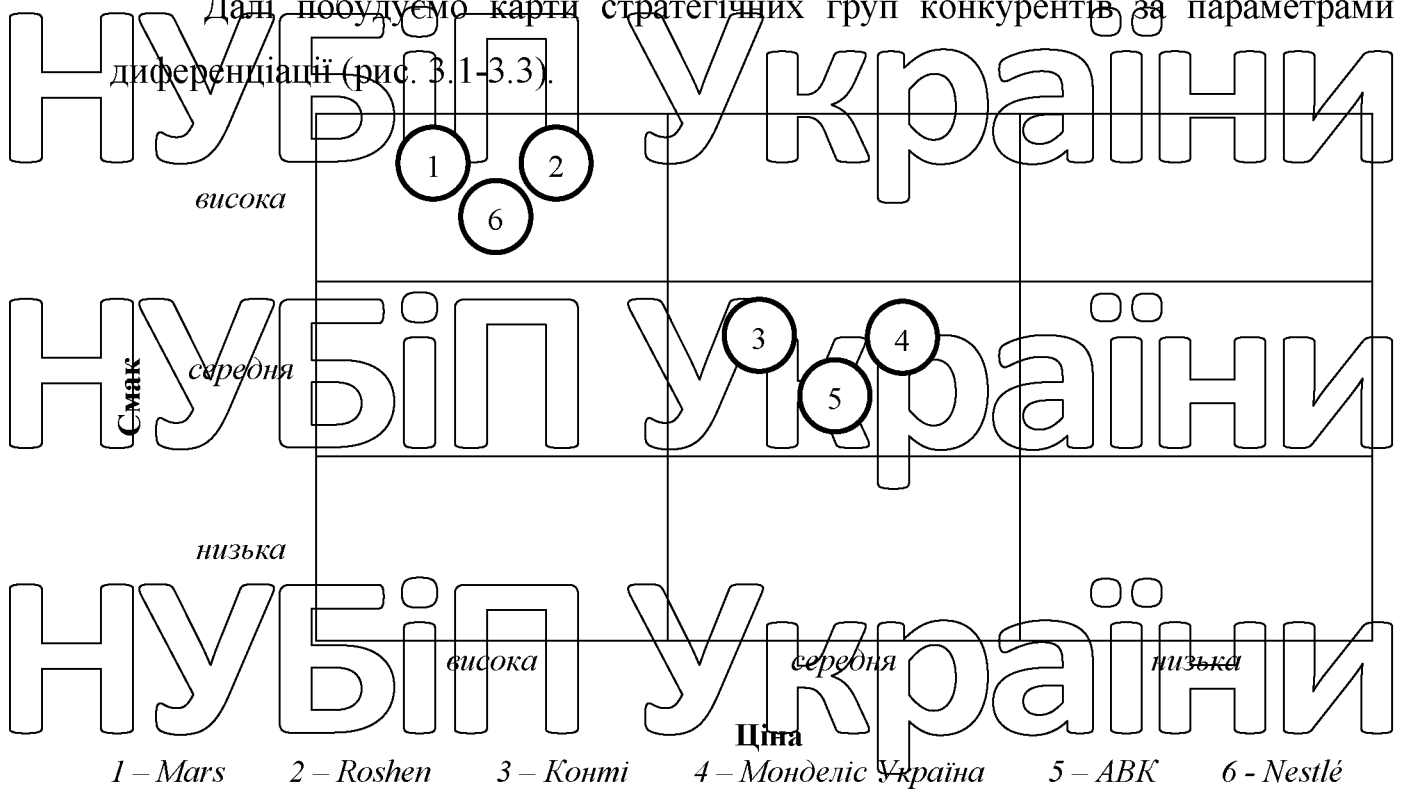 Далі побудуємо карти стратегічних груп конкурентів за параметрами
диференціації (рис. 3.1-3.3).
НУБіП України
1
2
висока
6
НУБіП України
3
4
середня
5
Смак
низька
НУБіП України
висока
середня
низька
Ціна
1 – Mars 2 – Roshen 3 – Конті 4 – Монделіс Україна 5 – АВК 6 - Nestlé